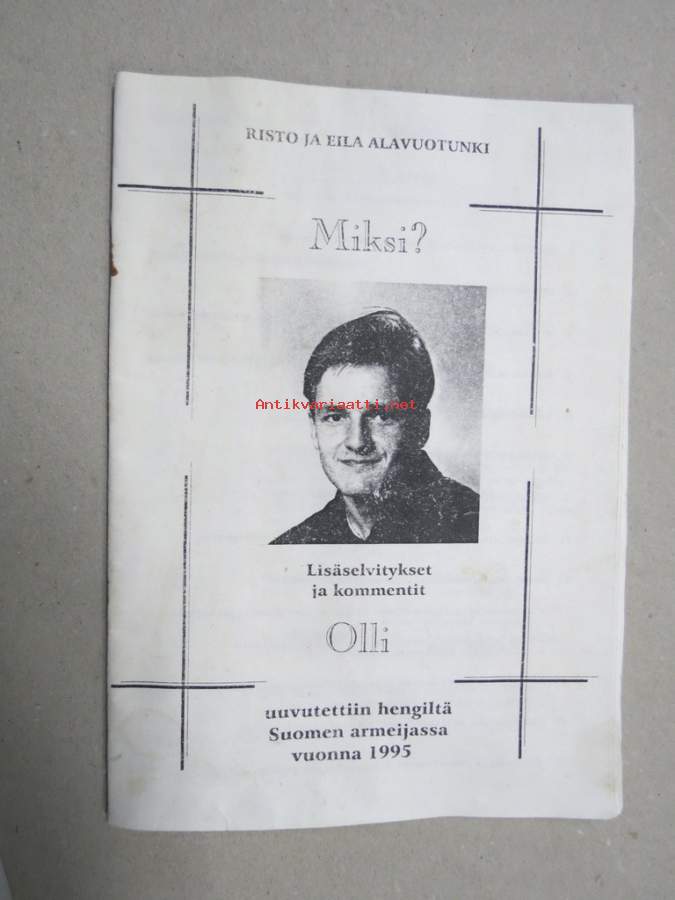 RISTO JA EILA ALAVUOTUNKI
Miksi?
Antikvariaatti.net
Lisäselvitykset
ja kommentit
Olli
uuvutettiin hengiltä
Suomen armeijassa
vuonna 1995